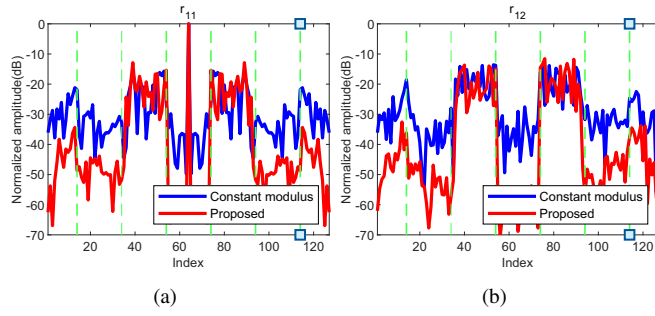 r11
r12
Normalized amplitude(dB)
0
-10
-20
-30
-40
-50
-60
-70
Constant modulus
Proposed
20 40 60 80 100 120
Index
Normalized amplitude(dB)
0
-10
-20
-30
-40
-50
-60
-70
Constant modulus
Proposed
20 40 60 80 100 120
Index
(a)
(b)